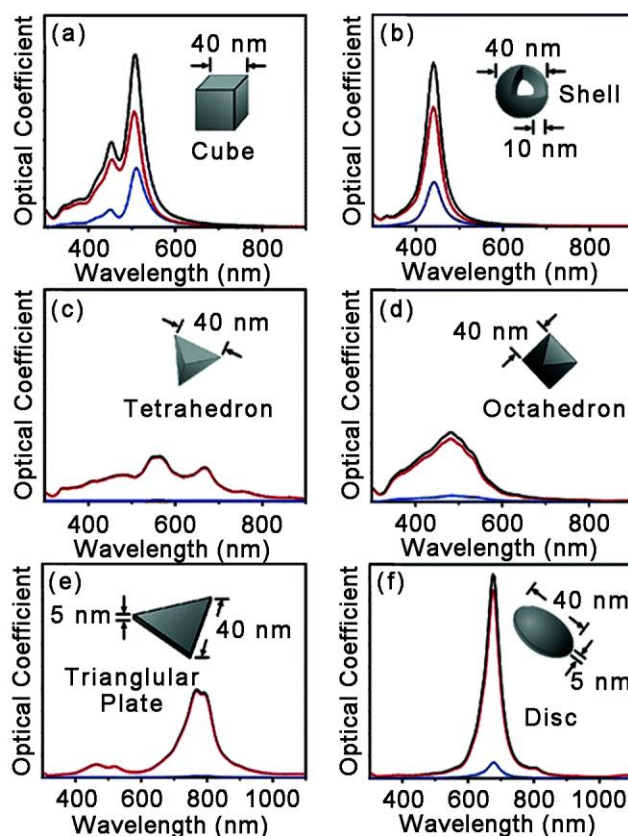 (a)
40 nm
Cube
Optical Coefficient
400 600 800
Wavelength (nm)
(b)
40 nm
Shell
10 nm
Optical Coefficient
400 600 800
Wavelength (nm)
(c)
40 nm
Tetrahedron
Optical Coefficient
400 600 800
Wavelength (nm)
(d)
40 nm
Octahedron
Optical Coefficient
400 600 800
Wavelength (nm)
(e)
5 nm
40 nm
Trianglular
Plate
Optical Coefficient
400 600 800 1000
Wavelength (nm)
(f)
40 nm
5 nm
Disc
Optical Coefficient
400 600 800 1000
Wavelength (nm)